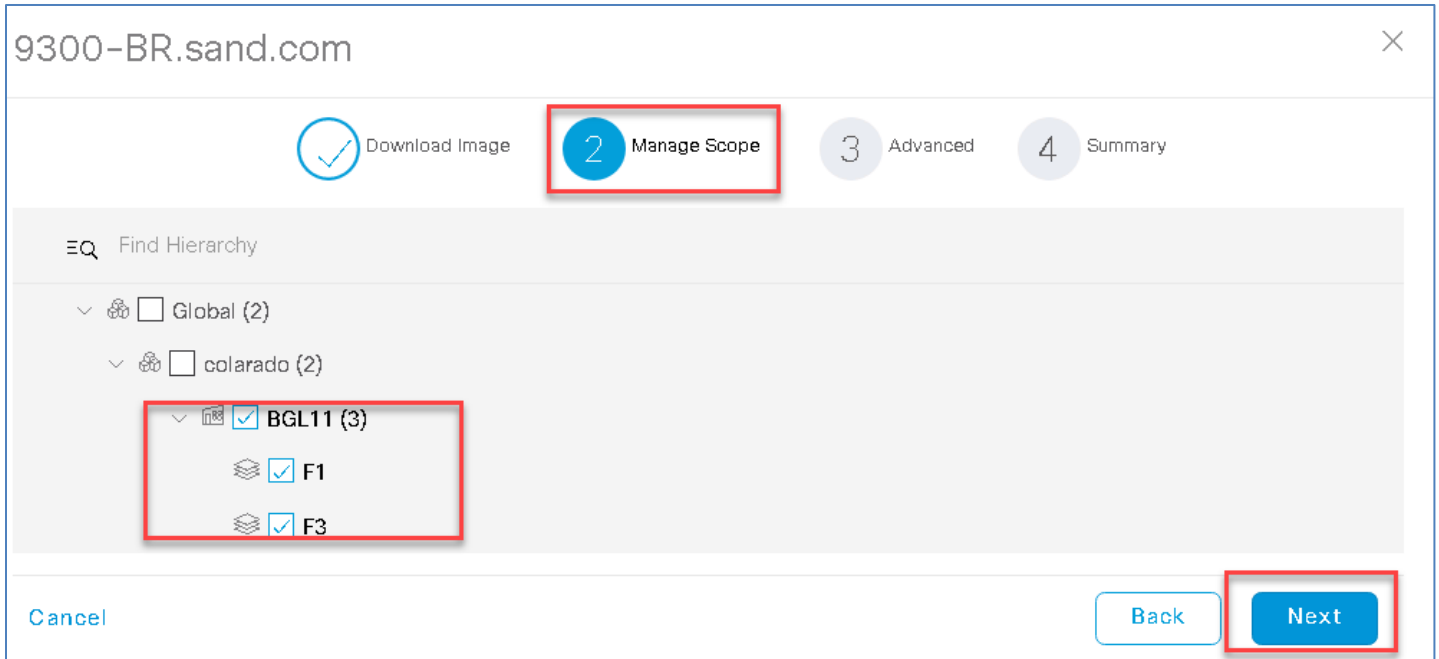 9300-BR.sand.com
Download Image
2 Manage Scope
3 Advanced
4 Summary
Find Hierarchy
Global (2)
colarado (2)
BGL11 (3)
F1
F3
Cancel
Back
Next